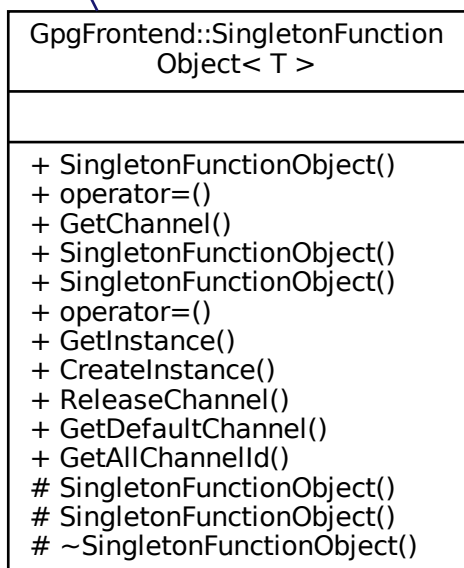 GpgFrontend::SingletonFunction
Object< T >
+ SingletonFunctionObject()
+ operator=()
+ GetChannel()
+ SingletonFunctionObject()
+ SingletonFunctionObject()
+ operator=()
+ GetInstance()
+ CreateInstance()
+ ReleaseChannel()
+ GetDefaultChannel()
+ GetAllChannelId()
# SingletonFunctionObject()
# SingletonFunctionObject()
# ~SingletonFunctionObject()